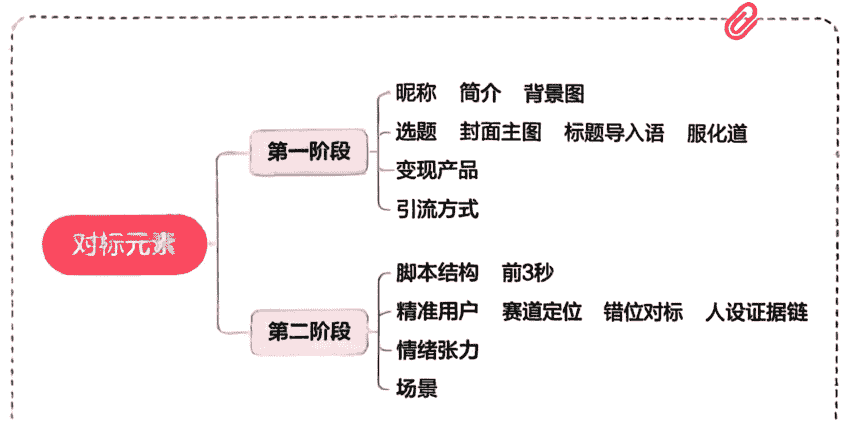 对标元素
第一阶段
昵称 简介 背景图
选题 封面主图 标题导入语 服化道
变现产品
引流方式
第二阶段
脚本结构 前3秒
精准用户 赛道定位 错位对标 人设证据链
情绪张力
场景